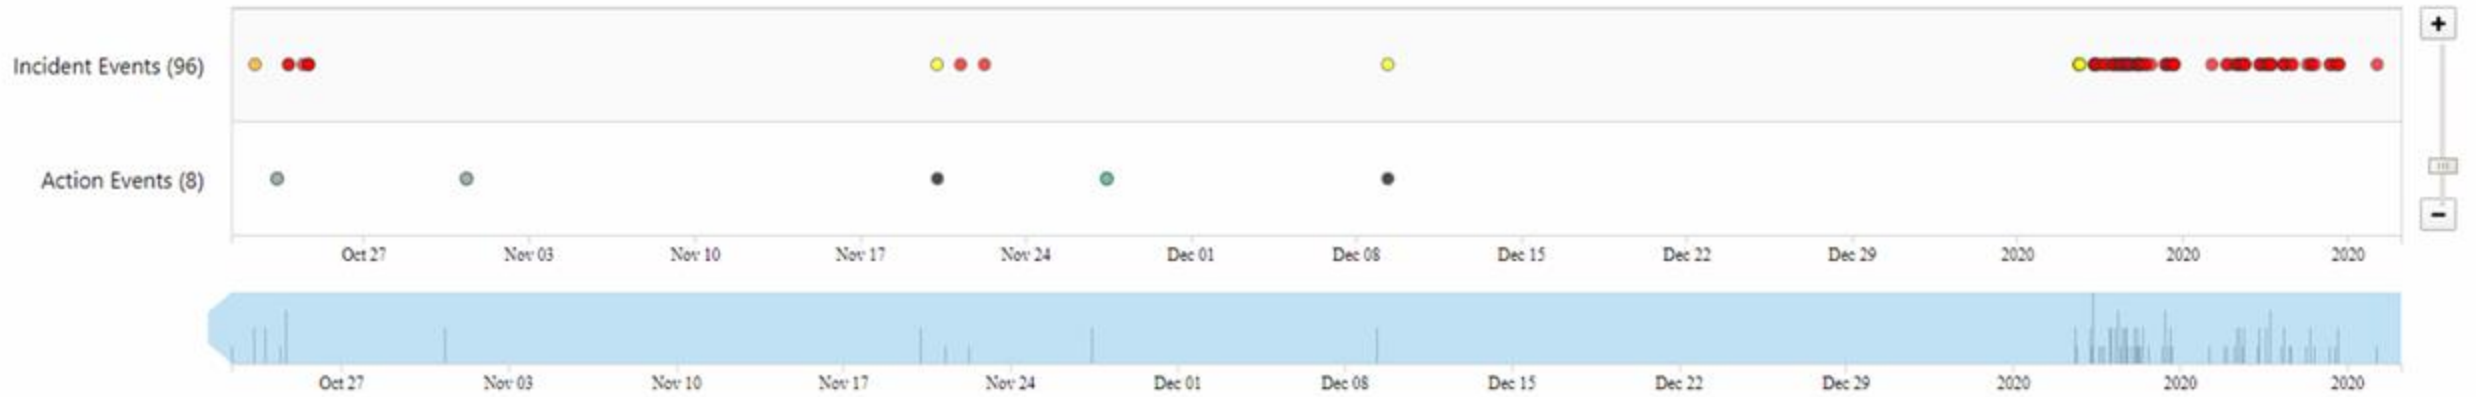 Incident Events (96)
Action Events (8)
Oct 27 Nov 03 Nov 10 Nov 17 Nov 24 Dec 01 Dec 08 Dec 15 Dec 22 Dec 29 2020 2020 2020
Oct 27 Nov 03 Nov 10 Nov 17 Nov 24 Dec 01 Dec 08 Dec 15 Dec 22 Dec 29 2020 2020 2020